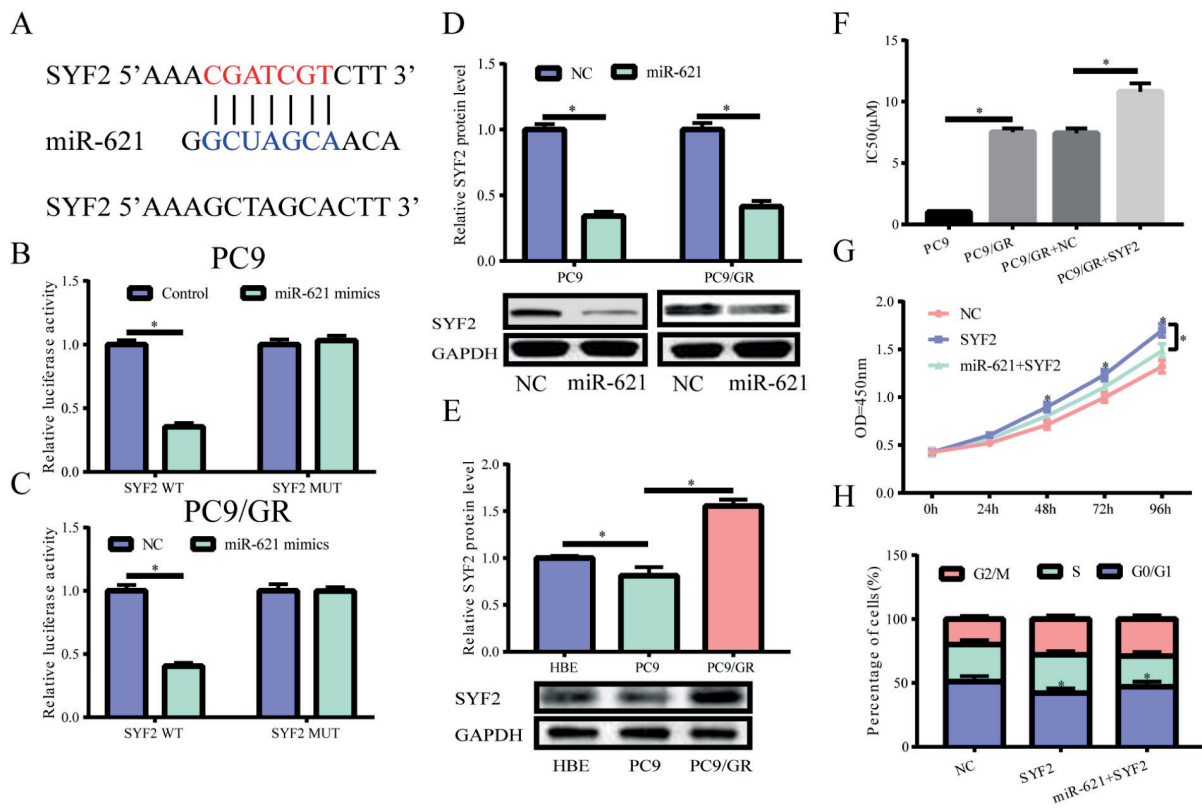 A
SYF2 5’AAACGATCGTCTT 3’
miR-621 GGCUAGCAACA
SYF2 5’AAAGCTAGCACTT 3’
B
PC9
Relative luciferase activity
1.5
1.0
0.5
0.0
Control
miR-621 mimics
*
SYF2 WT
SYF2 MUT
C
PC9/GR
Relative luciferase activity
1.5
1.0
0.5
0.0
NC
miR-621 mimics
*
SYF2 WT
SYF2 MUT
D
NC
miR-621
Relative SYF2 protein level
1.5
1.0
0.5
0.0
*
*
PC9
PC9/GR
SYF2
GAPDH
NC miR-621
NC miR-621
E
Relative SYF2 protein level
2.0
1.5
1.0
1.5
0.0
*
*
HBE
PC9
PC9/GR
SYF2
GAPDH
HBE PC9 PC9/GR
F
IC50(μM)
15
10
5
0
*
*
PC9
PC9/GR
PC9/GR+NC
PC9/GR+SYF2
G
OD=450nm
2.0
1.5
1.0
0.5
0.0
NC
SYF2
miR-621+SYF2
*
*
*
*
0h
24h
48h
72h
96h
H
Percentage of cells(%)
150
100
50
0
G2/M
S
G0/G1
*
*
NC
SYF2
miR-621+SYF2